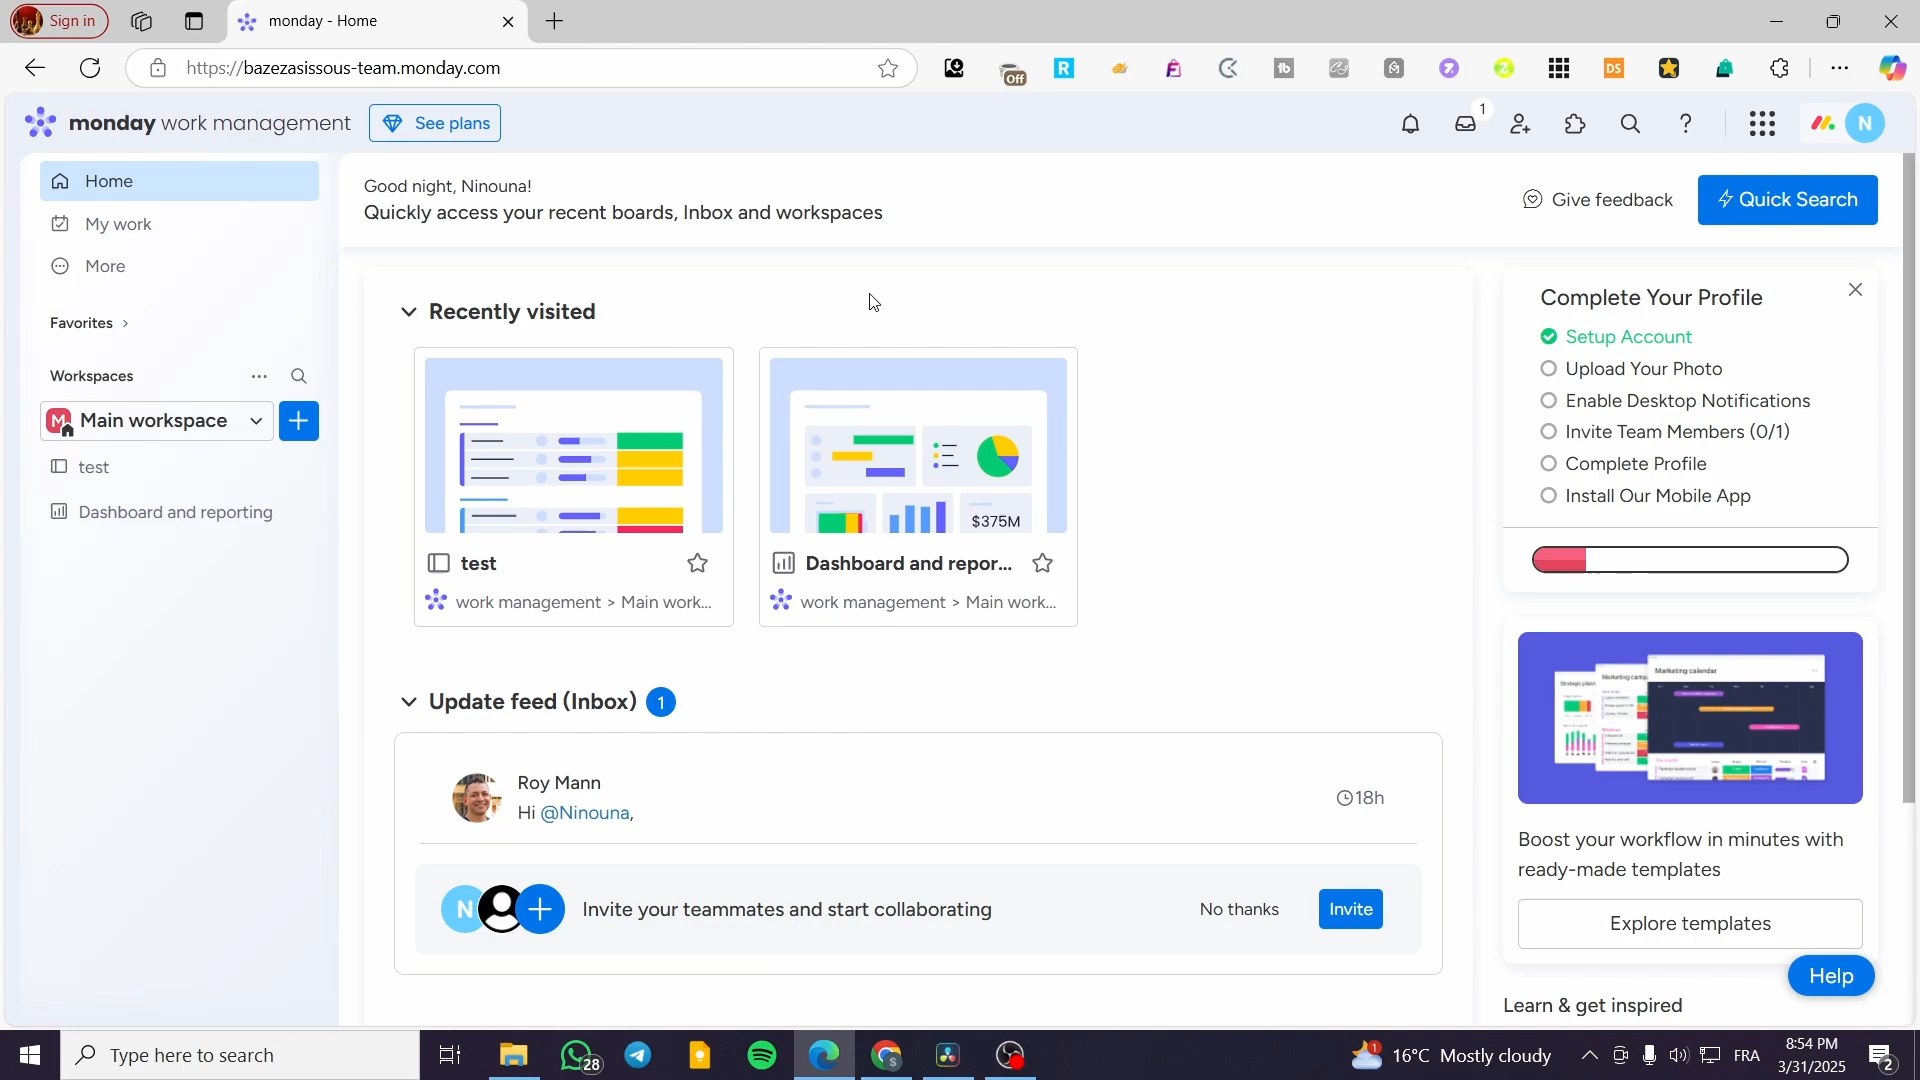 Sign in
monday - Home
https://bazezasissous-team.monday.com
Off
monday work management
See plans
1
N
Home
My work
More
Favorites
Workspaces
M
Main workspace
test
Dashboard and reporting
Good night, Ninouna!
Quickly access your recent boards, Inbox and workspaces
Give feedback
Quick Search
Recently visited
test
work management > Main work...
$375M
Dashboard and repor...
work management > Main work...
Update feed (Inbox) 1
Roy Mann
Hi @Ninouna,
18h
N
Invite your teammates and start collaborating
No thanks
Invite
Complete Your Profile
Setup Account
Upload Your Photo
Enable Desktop Notifications
Invite Team Members (0/1)
Complete Profile
Install Our Mobile App
Marketing calendar
Boost your workflow in minutes with
ready-made templates
Explore templates
Help
Learn & get inspired
Type here to search
28
1
16°C Mostly cloudy
FRA
8:54 PM
3/31/2025
2